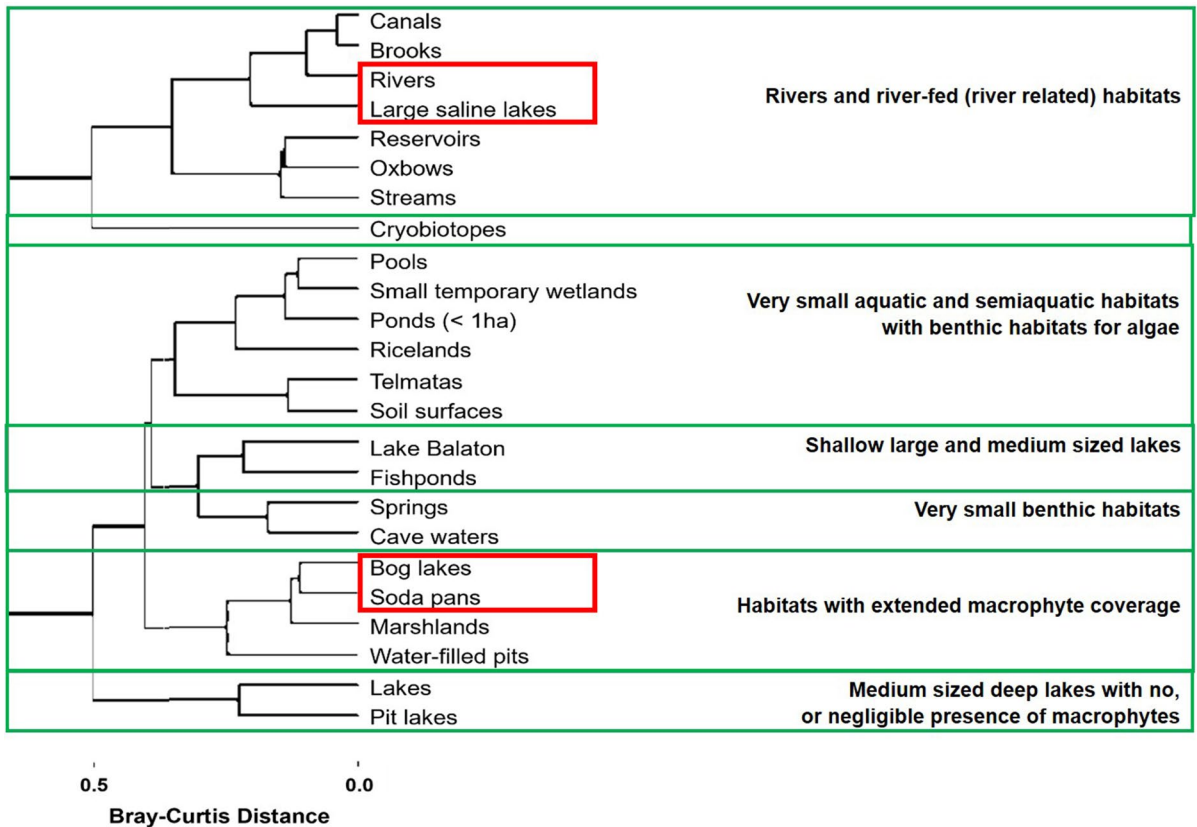 Canals
Brooks
Rivers
Large saline lakes
Rivers and river-fed (river related) habitats
Reservoirs
Oxbows
Streams
Cryobiotopes
Pools
Small temporary wetlands
Ponds (< 1ha)
Ricelands
Telmatas
Soil surfaces
Very small aquatic and semiaquatic habitats
with benthic habitats for algae
Lake Balaton
Fishponds
Shallow large and medium sized lakes
Springs
Cave waters
Very small benthic habitats
Bog lakes
Soda pans
Marshlands
Water-filled pits
Habitats with extended macrophyte coverage
Lakes
Pit lakes
Medium sized deep lakes with no,
or negligible presence of macrophytes
0.5 0.0
Bray-Curtis Distance